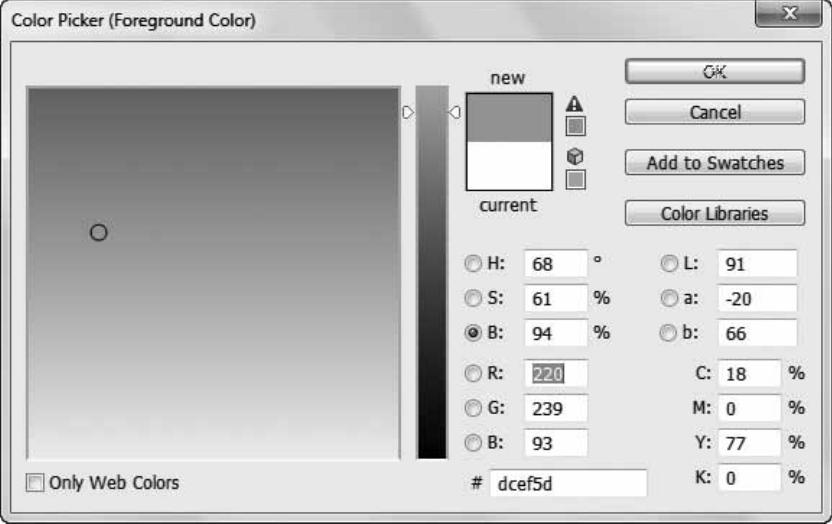 Color Picker (Foreground Color)
new
OK
Cancel
Add to Swatches
current
Color Libraries
H: 68 °
L: 91
S: 61 %
a: -20
B: 94 %
b: 66
R: 220
C: 18 %
G: 239
M: 0 %
B: 93
Y: 77 %
Only Web Colors
# dcef5d
K: 0 %